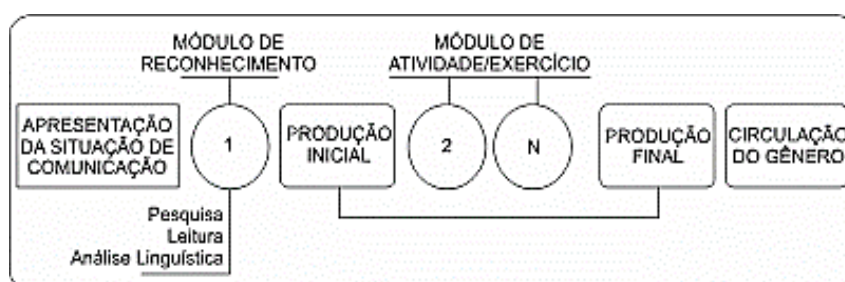 MÓDULO DE
RECONHECIMENTO
MÓDULO DE
ATIVIDADE/EXERCÍCIO
APRESENTAÇÃO
DA SITUAÇÃO DE
COMUNICAÇÃO
1
PRODUÇÃO
INICIAL
2
N
PRODUÇÃO
FINAL
CIRCULAÇÃO
DO GÊNERO
Pesquisa
Leitura
Análise Linguística